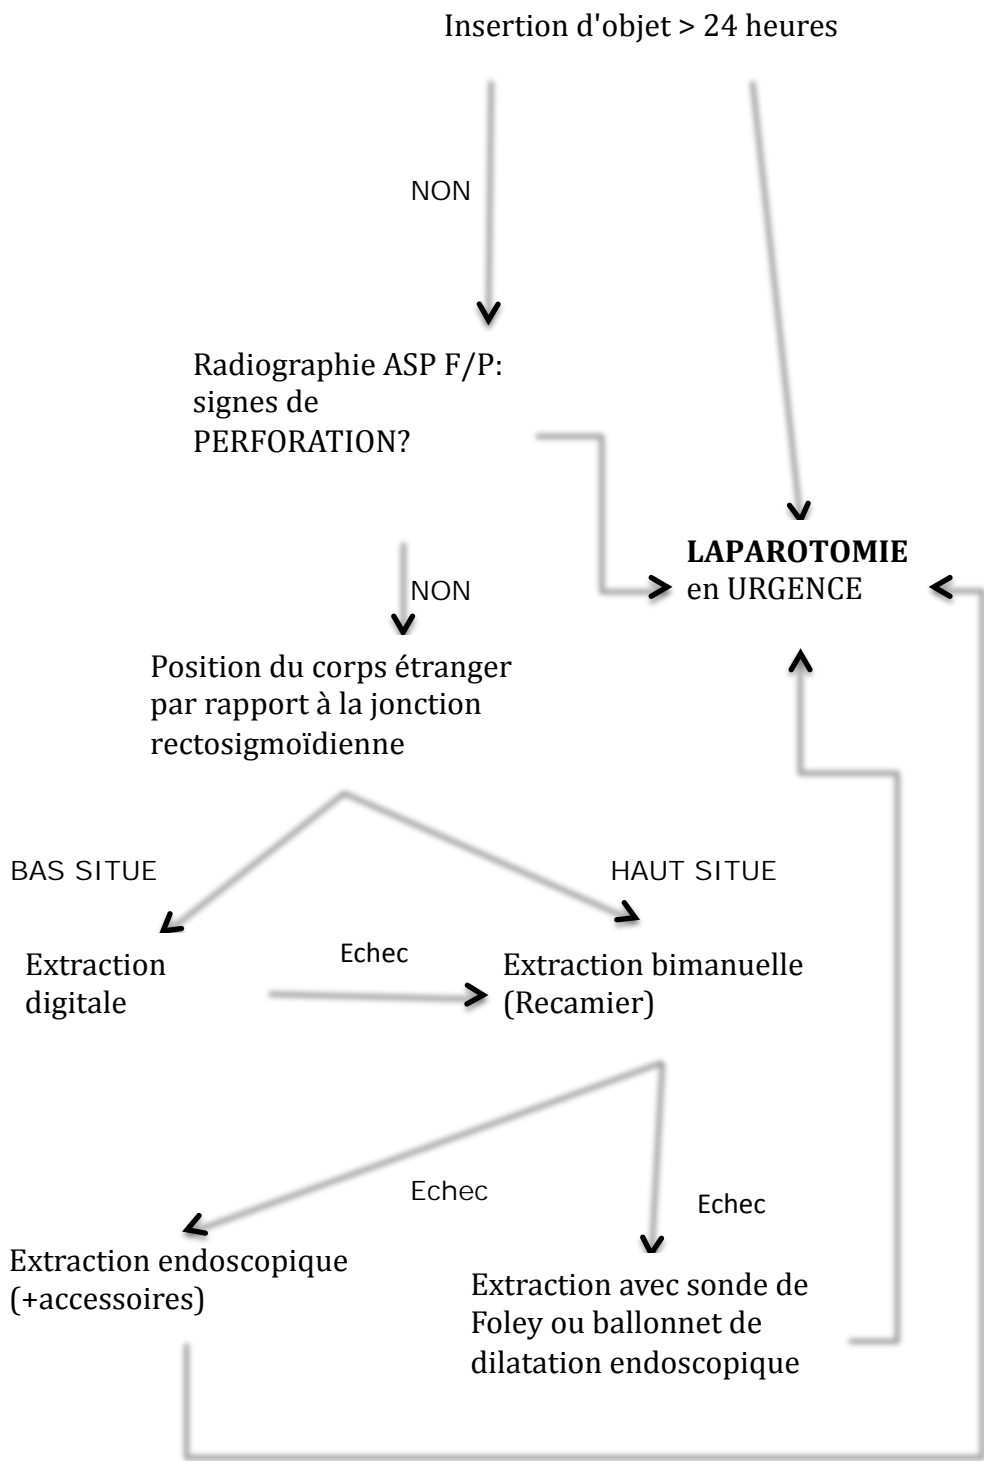 Insertion d'objet > 24 heures
NON
Radiographie ASP F/P:
signes de
PERFORATION?
LAPAROTOMIE
en URGENCE
NON
Position du corps étranger
par rapport à la jonction
rectosigmoïdienne
BAS SITUE
HAUT SITUE
Extraction
digitale
Echec
Extraction bimanuelle
(Recamier)
Echec
Echec
Extraction endoscopique
(+accessoires)
Extraction avec sonde de
Foley ou ballonnet de
dilatation endoscopique